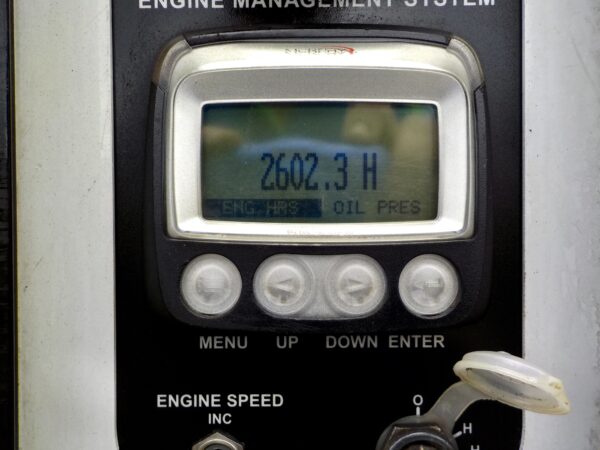 ENGINE MANAGEMENT SYSTEM
2602.3 H
ENG HRS OIL PRES
MENU UP DOWN ENTER
ENGINE SPEED
INC
O
H
H